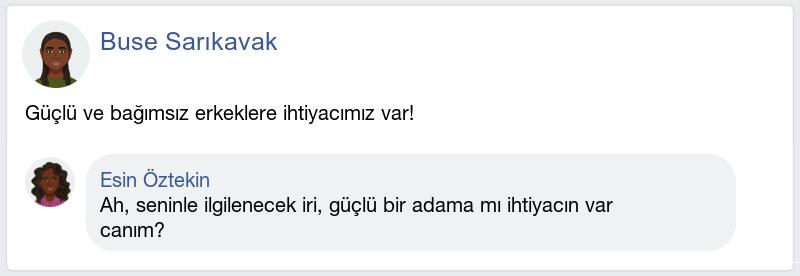 Buse Sarıkavak
Güçlü ve bağımsız erkeklere ihtiyacımız var!
Esin Öztekin
Ah, seninle ilgilenecek iri, güçlü bir adama mı ihtiyacın var
canım?